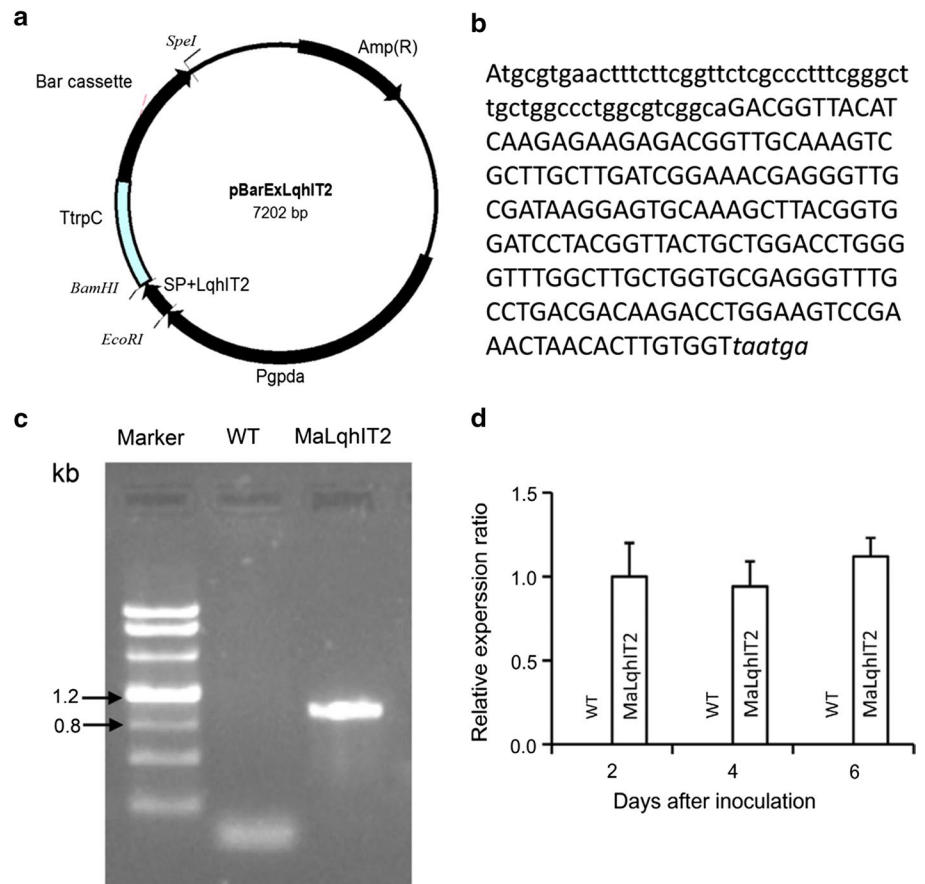 a
SpeI
Amp(R)
Bar cassette
pBarExLqhIT2
7202 bp
TtrpC
BamHI
SP+LqhIT2
EcoRI
Pgpda
b
Atgcgtgaactttcttcggttctcgccctttcgggct
tgctggccctggcgtcggcaGACGGTTACAT
CAAGAGAAGAGACGGTTGCAAAGTC
GCTTGCTTGATCGGAAACGAGGGTTG
CGATAAGGAGTGCAAAGCTTACGGTG
GATCCTACGGTTACTGCTGGACCTGGG
GTTTGGCTTGCTGGTGCGAGGGTTTG
CCTGACGACAAGACCTGGAAGTCCGA
AACTAACACTTGTGGTtaatga
c
Marker WT MaLqhIT2
kb
1.2
0.8
d
Relative experssion ratio
1.5
1.0
0.5
0.0
WT
MaLqhIT2
WT
MaLqhIT2
WT
MaLqhIT2
2 4 6
Days after inoculation